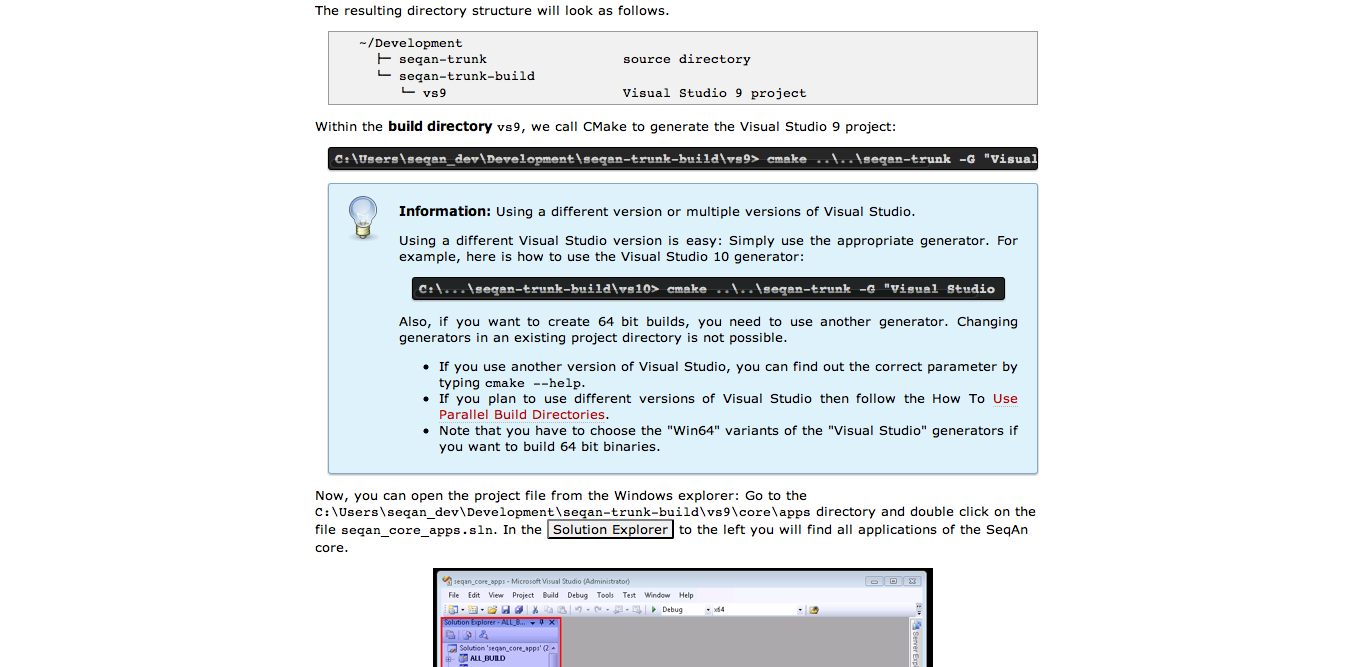 The resulting directory structure will look as follows.
~/Development
├─ seqan-trunk source directory
└─ seqan-trunk-build
└─ vs9 Visual Studio 9 project
Within the build directory vs9, we call CMake to generate the Visual Studio 9 project:
C:\Users\seqan_dev\Development\seqan-trunk-build\vs9> cmake ..\..\seqan-trunk -G "Visual
Information: Using a different version or multiple versions of Visual Studio.
Using a different Visual Studio version is easy: Simply use the appropriate generator. For
example, here is how to use the Visual Studio 10 generator:
C:\...\seqan-trunk-build\vs10> cmake ..\..\seqan-trunk -G "Visual Studio
Also, if you want to create 64 bit builds, you need to use another generator. Changing
generators in an existing project directory is not possible.
• If you use another version of Visual Studio, you can find out the correct parameter by
typing cmake --help.
• If you plan to use different versions of Visual Studio then follow the How To Use
Parallel Build Directories.
• Note that you have to choose the "Win64" variants of the "Visual Studio" generators if
you want to build 64 bit binaries.
Now, you can open the project file from the Windows explorer: Go to the
C:\Users\seqan_dev\Development\seqan-trunk-build\vs9\core\apps directory and double click on the
file seqan_core_apps.sln. In the Solution Explorer to the left you will find all applications of the SeqAn
core.
seqan_core_apps - Microsoft Visual Studio (Administrator)
File Edit View Project Build Debug Tools Test Window Help
Debug x64
Solution Explorer - ALL_B...
Solution 'seqan_core_apps' (2
ALL_BUILD
Server Exp